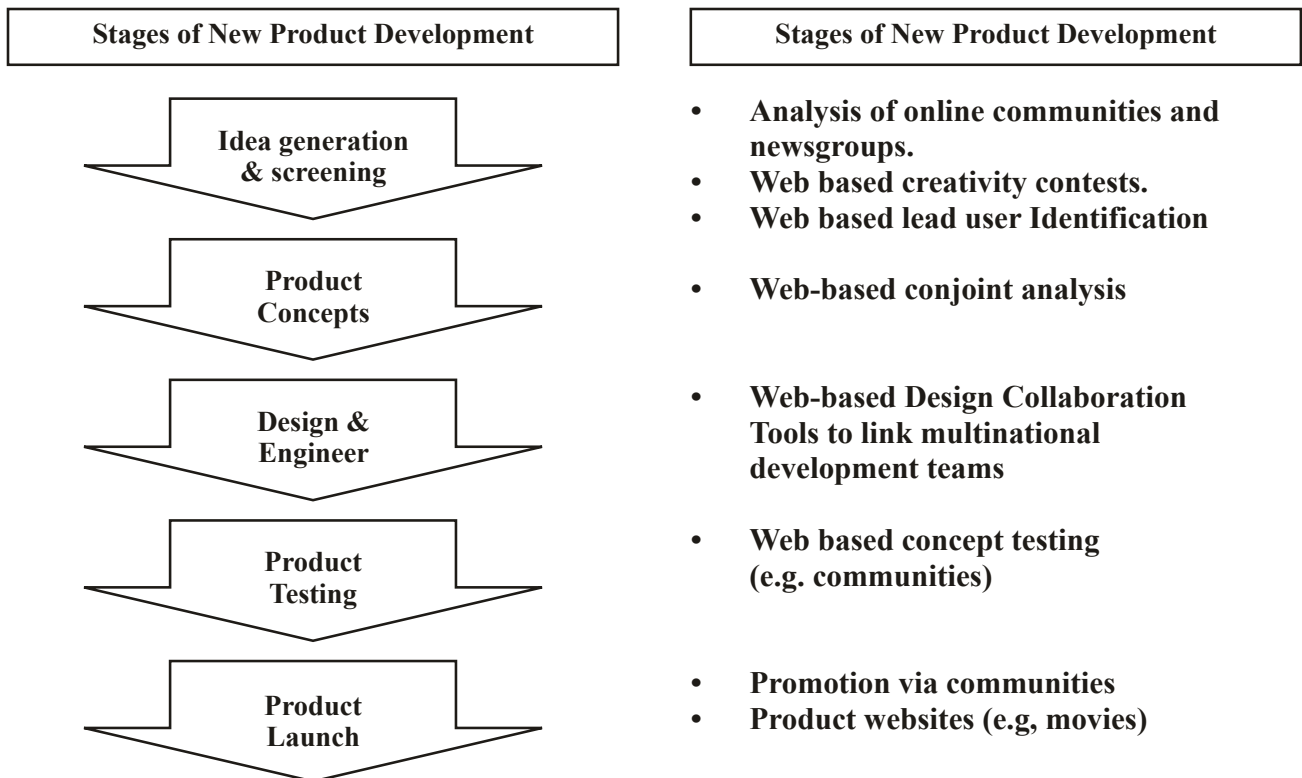 Stages of New Product Development
Stages of New Product Development
Idea generation
& screening
• Analysis of online communities and
newsgroups.
• Web based creativity contests.
• Web based lead user Identification
Product
Concepts
• Web-based conjoint analysis
Design &
Engineer
• Web-based Design Collaboration
Tools to link multinational
development teams
Product
Testing
• Web based concept testing
(e.g. communities)
Product
Launch
• Promotion via communities
• Product websites (e.g, movies)